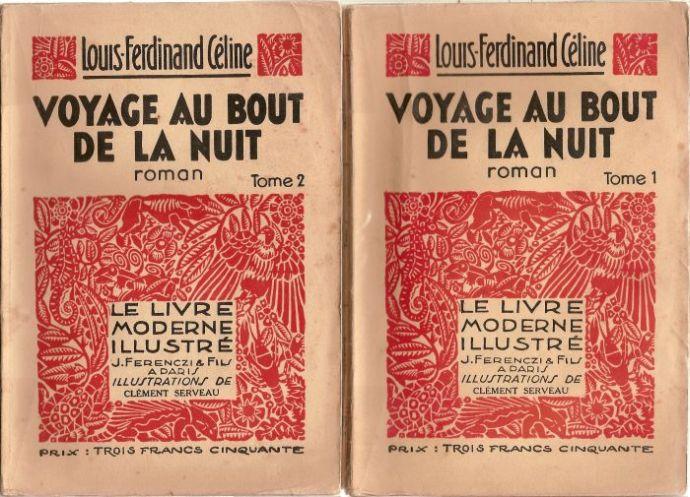 Louis-Ferdinand Céline
VOYAGE AU BOUT
DE LA NUIT
roman
Tome 2
LE LIVRE
MODERNE
ILLUSTRÉ
J. FERENCZI & FILS
A PARIS
ILLUSTRATIONS DE
CLÉMENT SERVEAU
PRIX : TROIS FRANCS CINQUANTE
Louis-Ferdinand Céline
VOYAGE AU BOUT
DE LA NUIT
roman
Tome 1
LE LIVRE
MODERNE
ILLUSTRÉ
J. FERENCZI & FILS
A PARIS
ILLUSTRATIONS DE
CLÉMENT SERVEAU
PRIX : TROIS FRANCS CINQUANTE